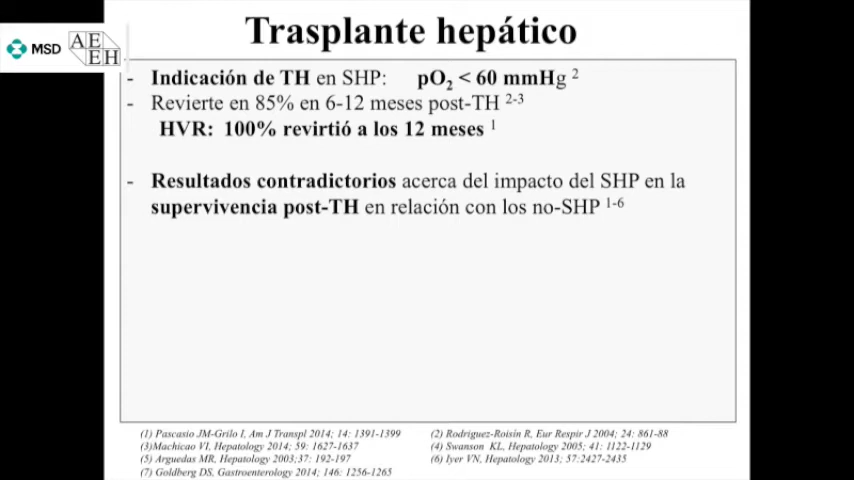 Trasplante hepático
MSD
AEEH
- Indicación de TH en SHP: pO2 < 60 mmHg 2
- Revierte en 85% en 6-12 meses post-TH 2-3
HVR: 100% revirtió a los 12 meses 1
- Resultados contradictorios acerca del impacto del SHP en la
supervivencia post-TH en relación con los no-SHP 1-6
(1) Pascasio JM-Grilo I, Am J Transpl 2014; 14: 1391-1399
(2) Rodriguez-Roisin R, Eur Respir J 2004; 24: 861-88
(3)Machicao VI, Hepatology 2014; 59: 1627-1637
(4) Swanson KL, Hepatology 2005; 41: 1122-1129
(5) Arguedas MR, Hepatology 2003;37: 192-197
(6) Iyer VN, Hepatology 2013; 57:2427-2435
(7) Goldberg DS, Gastroenterology 2014; 146: 1256-1265